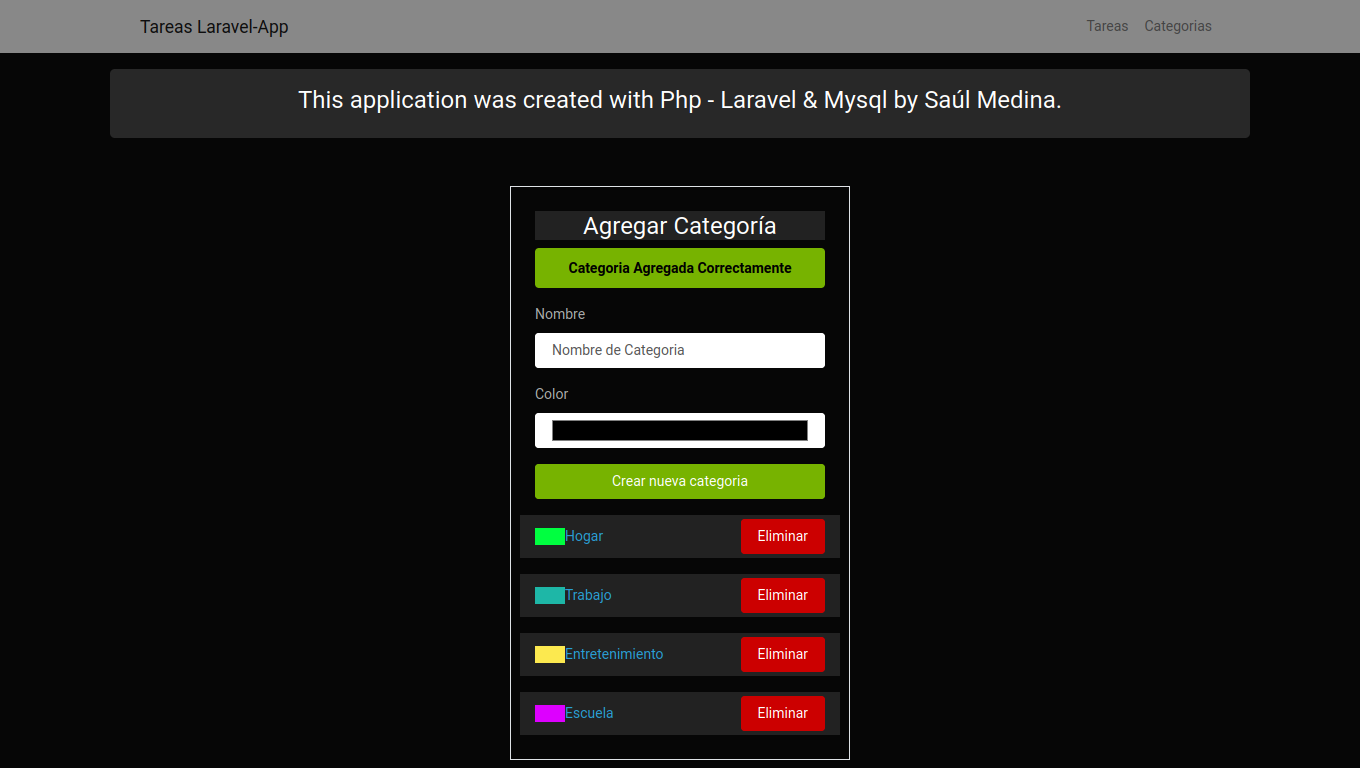 Tareas Laravel-App
Tareas Categorias
This application was created with Php - Laravel & Mysql by Saúl Medina.
Agregar Categoría
Categoria Agregada Correctamente
Nombre
Nombre de Categoria
Color
Crear nueva categoria
Hogar Eliminar
Trabajo Eliminar
Entretenimiento Eliminar
Escuela Eliminar